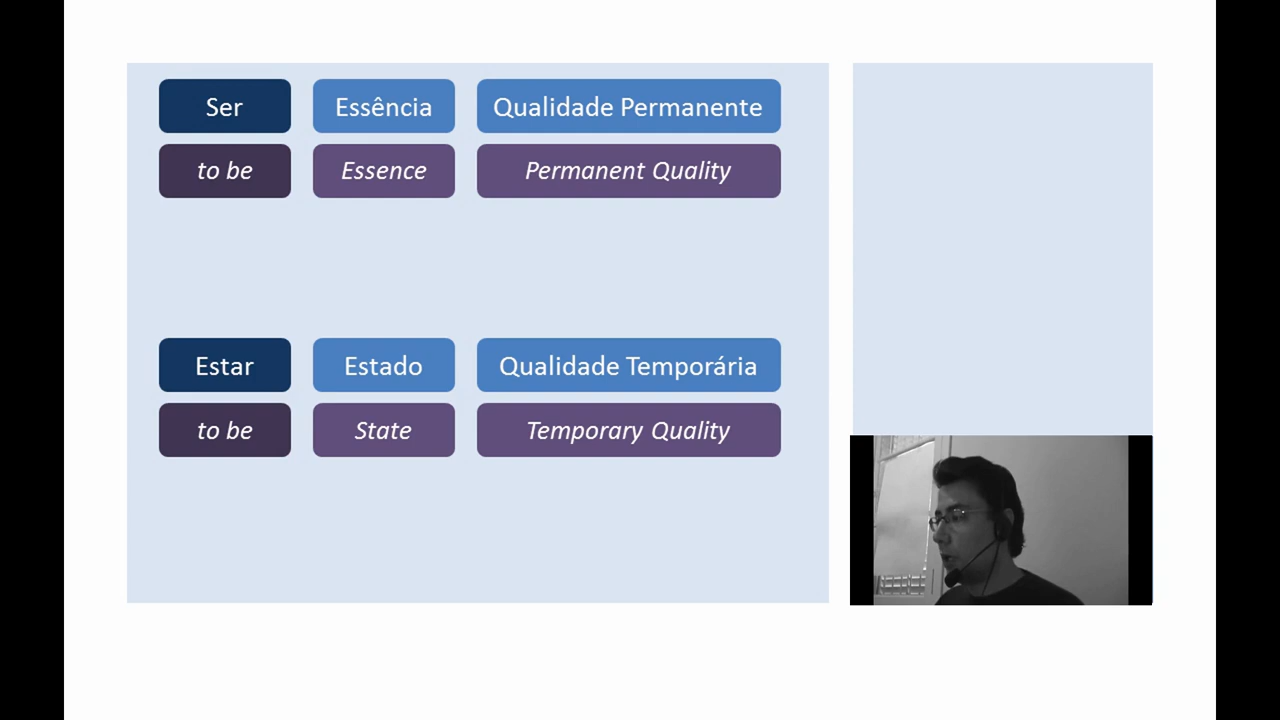 Ser Essência Qualidade Permanente
to be Essence Permanent Quality
Estar Estado Qualidade Temporária
to be State Temporary Quality